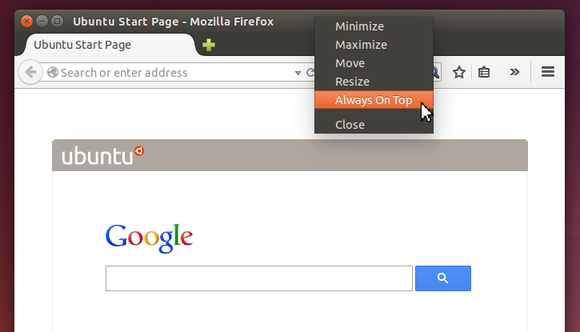 Ubuntu Start Page - Mozilla Firefox
Minimize
Maximize
Move
Resize
Always On Top
Close
Ubuntu Start Page
Search or enter address
ubuntu
Google